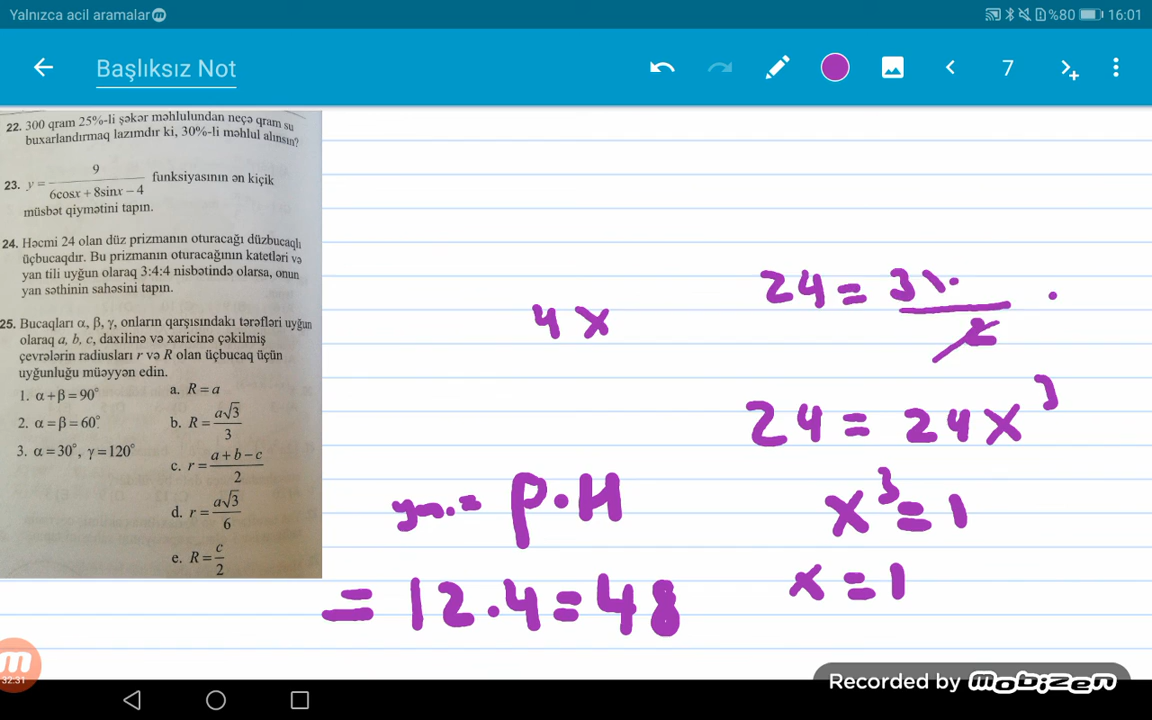 Yalnızca acil aramalar
%80 16:01
Başlıksız Not
7
22. 300 qram 25%-li şəkər məhlulundan neçə qram su
buxarlandırmaq lazımdır ki, 30%-li məhlul alınsın?
23. y = 9 / (6cosx + 8sinx − 4) funksiyasının ən kiçik
müsbət qiymətini tapın.
24. Həcmi 24 olan düz prizmanın oturacağı düzbucaqlı
üçbucaqdır. Bu prizmanın oturacağının katetləri və
yan tili uyğun olaraq 3:4:4 nisbətində olarsa, onun
yan səthinin sahəsini tapın.
25. Bucaqları α, β, γ, onların qarşısındakı tərəfləri uyğun
olaraq a, b, c, daxilinə və xaricinə çəkilmiş
çevrələrin radiusları r və R olan üçbucaq üçün
uyğunluğu müəyyən edin.
1. α + β = 90°
2. α = β = 60°
3. α = 30°, γ = 120°
a. R = a
b. R = a√3 / 3
c. r = (a + b − c) / 2
d. r = a√3 / 6
e. R = c / 2
4x
24 = 3x· / 2 ·
24 = 24x³
x³ = 1
x = 1
= P·H
= 12·4 = 48
32:31
Recorded by mobizen